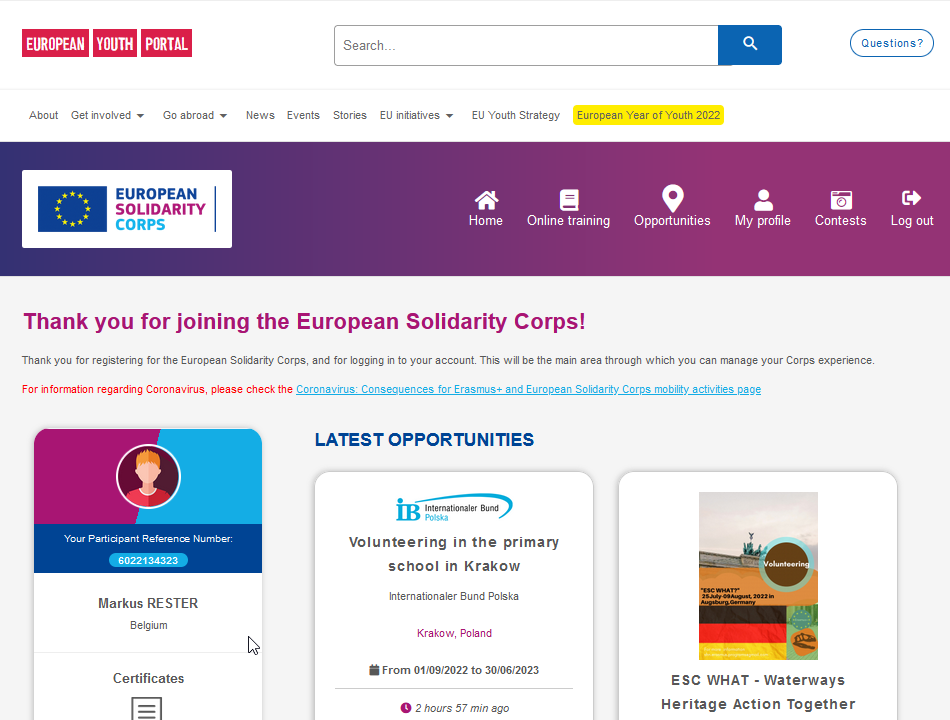 EUROPEAN YOUTH PORTAL
Search...
Questions?
About Get involved Go abroad News Events Stories EU initiatives EU Youth Strategy European Year of Youth 2022
EUROPEAN
SOLIDARITY
CORPS
Home Online training Opportunities My profile Contests Log out
Thank you for joining the European Solidarity Corps!
Thank you for registering for the European Solidarity Corps, and for logging in to your account. This will be the main area through which you can manage your Corps experience.
For information regarding Coronavirus, please check the Coronavirus: Consequences for Erasmus+ and European Solidarity Corps mobility activities page
Your Participant Reference Number:
6022134323
Markus RESTER
Belgium
Certificates
LATEST OPPORTUNITIES
iB Internationaler Bund
Polska
Volunteering in the primary
school in Krakow
Internationaler Bund Polska
Krakow, Poland
From 01/09/2022 to 30/06/2023
2 hours 57 min ago
Volunteering
"ESC WHAT?"
25July-09August, 2022 in
Augsburg,Germany
ESC WHAT - Waterways
Heritage Action Together